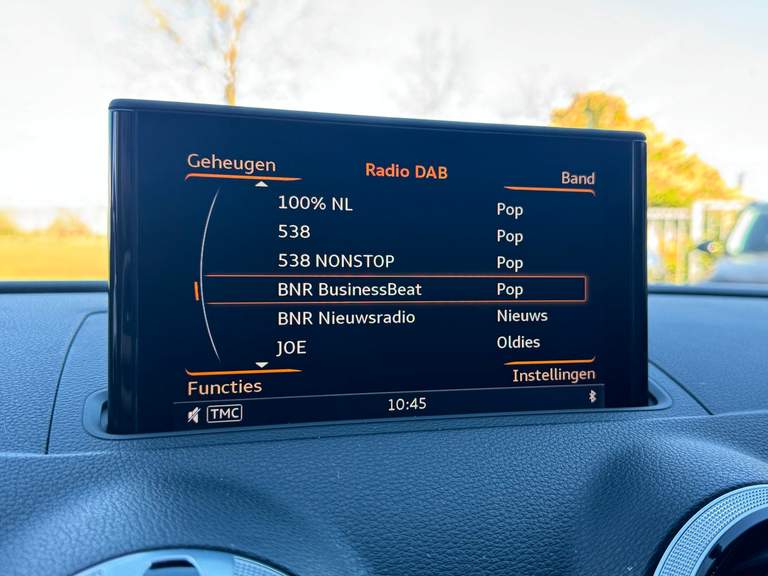 Geheugen Radio DAB Band
100% NL Pop
538 Pop
538 NONSTOP Pop
BNR BusinessBeat Pop
BNR Nieuwsradio Nieuws
JOE Oldies
Functies Instellingen
TMC 10:45